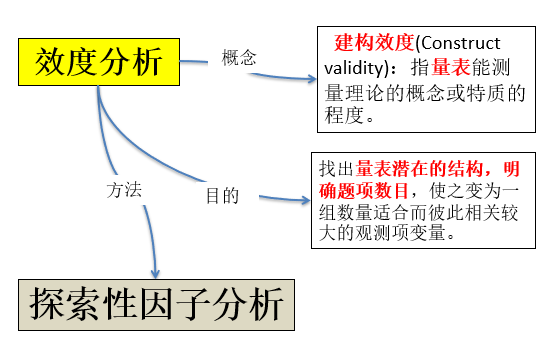 效度分析
概念
建构效度(Construct
validity)：指量表能测
量理论的概念或特质的
程度。
方法
目的
找出量表潜在的结构，明
确题项数目，使之变为一
组数量适合而彼此相关较
大的观测项变量。
探索性因子分析